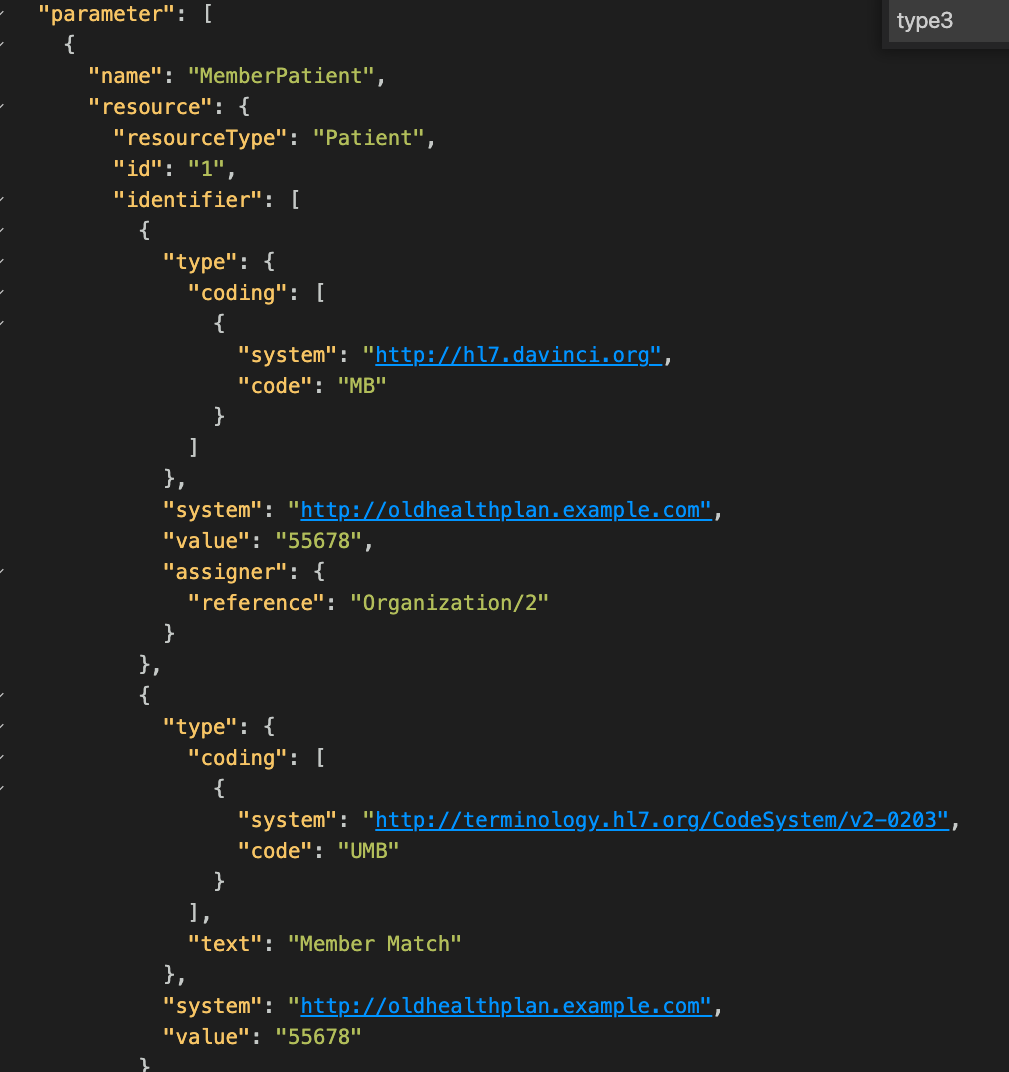 "parameter": [
type3
{
"name": "MemberPatient",
"resource": {
"resourceType": "Patient",
"id": "1",
"identifier": [
{
"type": {
"coding": [
{
"system": "http://hl7.davinci.org",
"code": "MB"
}
]
},
"system": "http://oldhealthplan.example.com",
"value": "55678",
"assigner": {
"reference": "Organization/2"
}
},
{
"type": {
"coding": [
{
"system": "http://terminology.hl7.org/CodeSystem/v2-0203",
"code": "UMB"
}
],
"text": "Member Match"
},
"system": "http://oldhealthplan.example.com",
"value": "55678"
}